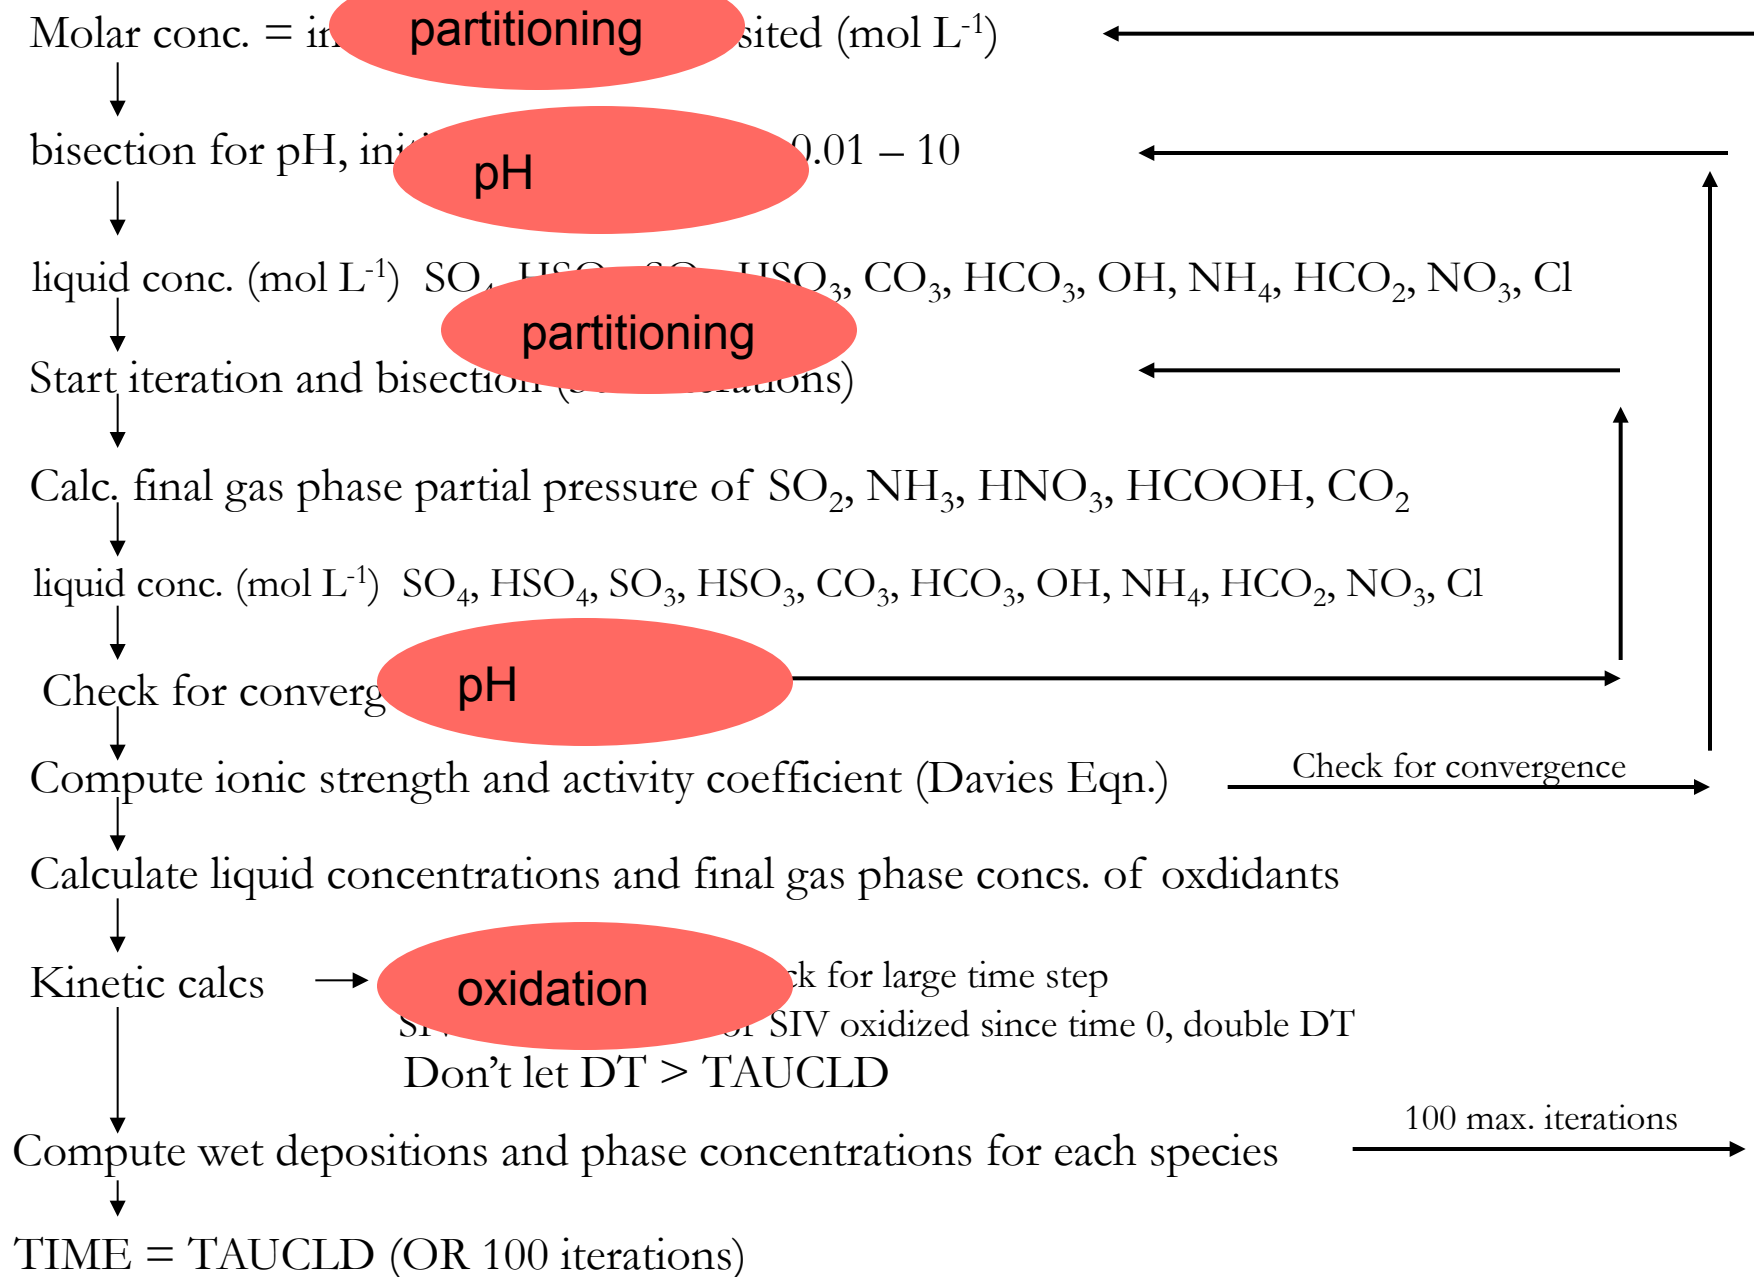 Molar conc. = in partitioning sited (mol L-1)
bisection for pH, init pH 0.01 – 10
liquid conc. (mol L-1) SO4, HSO3, CO3, HCO3, OH, NH4, HCO2, NO3, Cl
partitioning
Start iteration and bisection
Calc. final gas phase partial pressure of SO2, NH3, HNO3, HCOOH, CO2
liquid conc. (mol L-1) SO4, HSO4, SO3, HSO3, CO3, HCO3, OH, NH4, HCO2, NO3, Cl
Check for converg pH
Compute ionic strength and activity coefficient (Davies Eqn.) Check for convergence
Calculate liquid concentrations and final gas phase concs. of oxdidants
Kinetic calcs oxidation ck for large time step
SIV oxidized since time 0, double DT
Don't let DT > TAUCLD
100 max. iterations
Compute wet depositions and phase concentrations for each species
TIME = TAUCLD (OR 100 iterations)